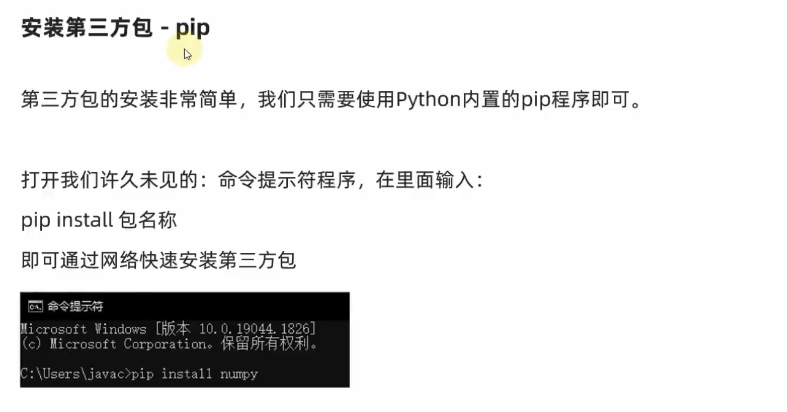 安装第三方包 - pip
第三方包的安装非常简单，我们只需要使用Python内置的pip程序即可。
打开我们许久未见的：命令提示符程序，在里面输入：
pip install 包名称
即可通过网络快速安装第三方包
命令提示符
Microsoft Windows [版本 10.0.19044.1826]
(c) Microsoft Corporation。保留所有权利。
C:\Users\javac>pip install numpy